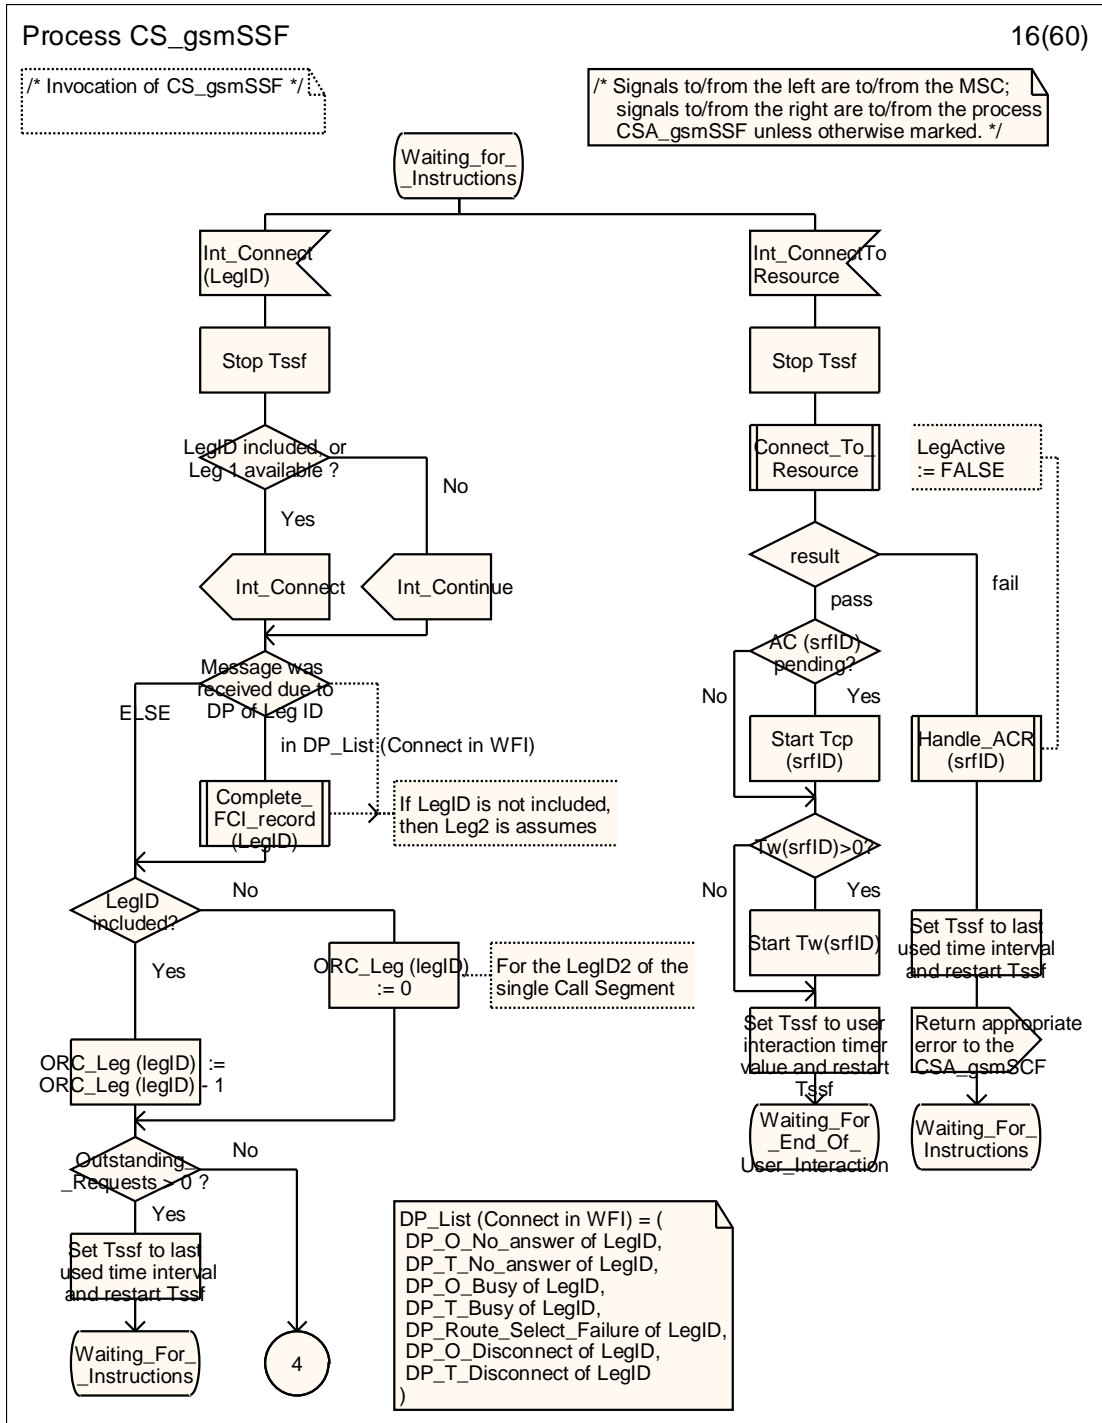 Process CS_gsmSSF
16(60)
/* Invocation of CS_gsmSSF */
/* Signals to/from the left are to/from the MSC;
signals to/from the right are to/from the process
CSA_gsmSSF unless otherwise marked. */
Waiting_for_
_Instructions
Int_Connect
(LegID)
Stop Tssf
LegID included, or
Leg 1 available ?
No
Yes
Int_Connect
Int_Continue
Message was
received due to
DP of Leg ID
ELSE
in DP_List (Connect in WFI)
Complete_
FCI_record
(LegID)
If LegID is not included,
then Leg2 is assumes
LegID
included?
No
Yes
ORC_Leg (legID)
:= 0
For the LegID2 of the
single Call Segment
ORC_Leg (legID) :=
ORC_Leg (legID) - 1
Outstanding_
_Requests > 0 ?
No
Yes
Set Tssf to last
used time interval
and restart Tssf
Waiting_For_
_Instructions
4
Int_ConnectTo
Resource
Stop Tssf
Connect_To_
Resource
LegActive
:= FALSE
result
fail
pass
AC (srfID)
pending?
No
Yes
Start Tcp
(srfID)
Handle_ACR
(srfID)
Tw(srfID)>0?
No
Yes
Start Tw(srfID)
Set Tssf to last
used time interval
and restart Tssf
Set Tssf to user
interaction timer
value and restart
Tssf
Return appropriate
error to the
CSA_gsmSCF
Waiting_For
_End_Of_
User_Interaction
Waiting_For_
Instructions
DP_List (Connect in WFI) = (
DP_O_No_answer of LegID,
DP_T_No_answer of LegID,
DP_O_Busy of LegID,
DP_T_Busy of LegID,
DP_Route_Select_Failure of LegID,
DP_O_Disconnect of LegID,
DP_T_Disconnect of LegID
)